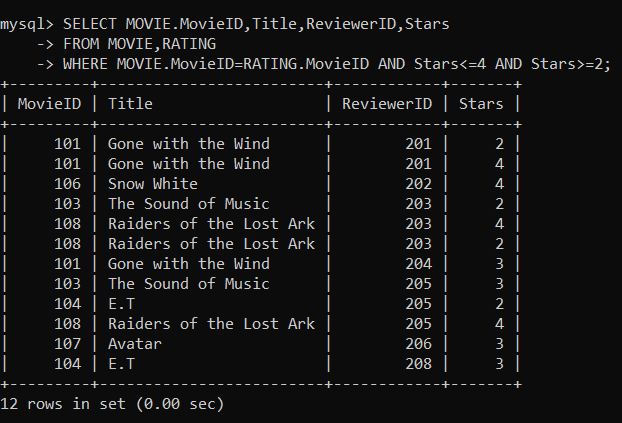 mysql> SELECT MOVIE.MovieID,Title,ReviewerID,Stars
    -> FROM MOVIE,RATING
    -> WHERE MOVIE.MovieID=RATING.MovieID AND Stars<=4 AND Stars>=2;
+---------+-------------------------+------------+-------+
| MovieID | Title                   | ReviewerID | Stars |
+---------+-------------------------+------------+-------+
|     101 | Gone with the Wind      |        201 |     2 |
|     101 | Gone with the Wind      |        201 |     4 |
|     106 | Snow White              |        202 |     4 |
|     103 | The Sound of Music      |        203 |     2 |
|     108 | Raiders of the Lost Ark |        203 |     4 |
|     108 | Raiders of the Lost Ark |        203 |     2 |
|     101 | Gone with the Wind      |        204 |     3 |
|     103 | The Sound of Music      |        205 |     3 |
|     104 | E.T                     |        205 |     2 |
|     108 | Raiders of the Lost Ark |        205 |     4 |
|     107 | Avatar                  |        206 |     3 |
|     104 | E.T                     |        208 |     3 |
+---------+-------------------------+------------+-------+
12 rows in set (0.00 sec)